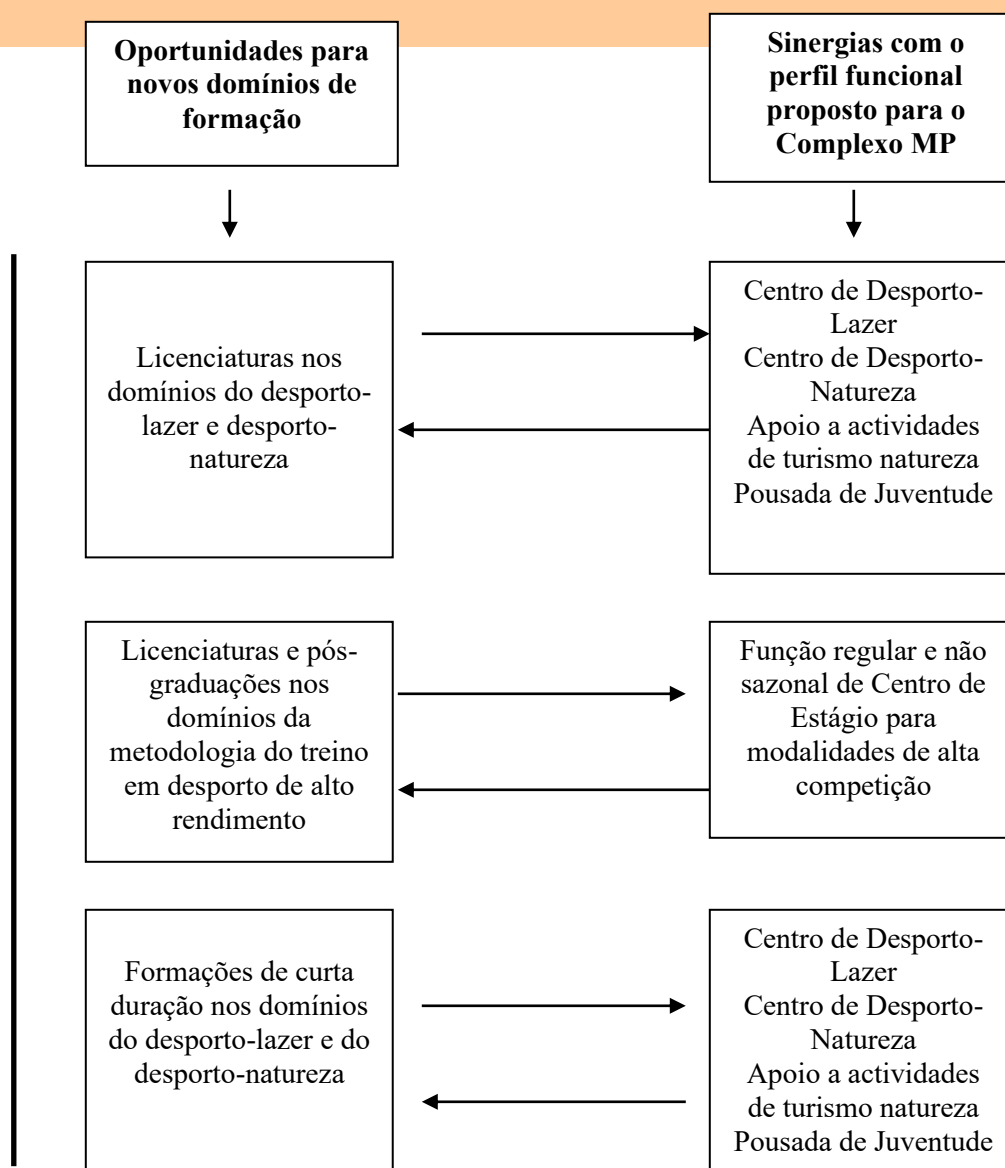 Oportunidades para
novos domínios de
formação
Sinergias com o
perfil funcional
proposto para o
Complexo MP
Licenciaturas nos
domínios do desporto-
lazer e desporto-
natureza
Centro de Desporto-
Lazer
Centro de Desporto-
Natureza
Apoio a actividades
de turismo natureza
Pousada de Juventude
Licenciaturas e pós-
graduações nos
domínios da
metodologia do treino
em desporto de alto
rendimento
Função regular e não
sazonal de Centro de
Estágio para
modalidades de alta
competição
Formações de curta
duração nos domínios
do desporto-lazer e do
desporto-natureza
Centro de Desporto-
Lazer
Centro de Desporto-
Natureza
Apoio a actividades
de turismo natureza
Pousada de Juventude